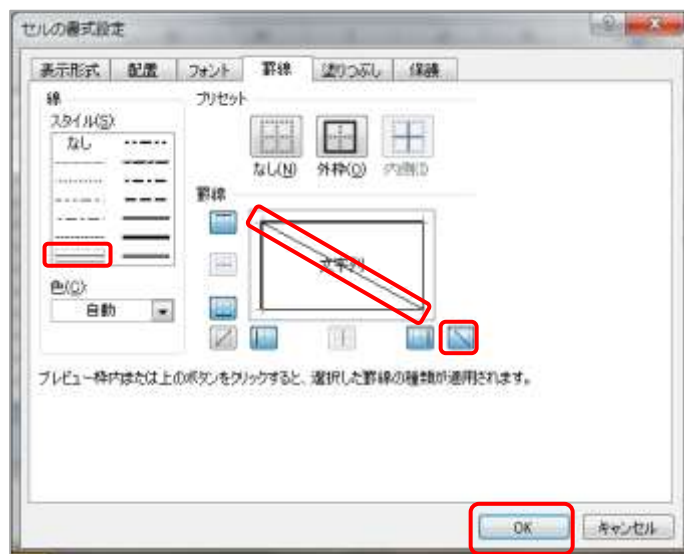 セルの書式設定
表示形式 配置 フォント 罫線 塗りつぶし 保護
線
スタイル(S):
なし
色(C):
自動
プリセット
なし(N) 外枠(O) 内側(I)
罫線
文字列
プレビュー枠内または上のボタンをクリックすると、選択した罫線の種類が適用されます。
OK キャンセル